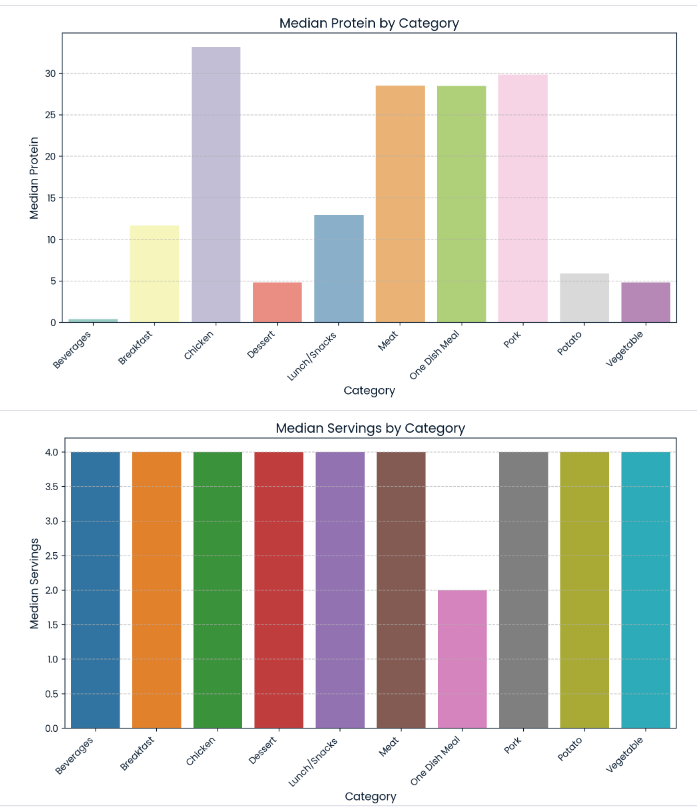 Median Protein by Category
Median Protein
30
25
20
15
10
5
0
Beverages
Breakfast
Chicken
Dessert
Lunch/Snacks
Meat
One Dish Meal
Pork
Potato
Vegetable
Category
Median Servings by Category
Median Servings
4.0
3.5
3.0
2.5
2.0
1.5
1.0
0.5
0.0
Beverages
Breakfast
Chicken
Dessert
Lunch/Snacks
Meat
One Dish Meal
Pork
Potato
Vegetable
Category